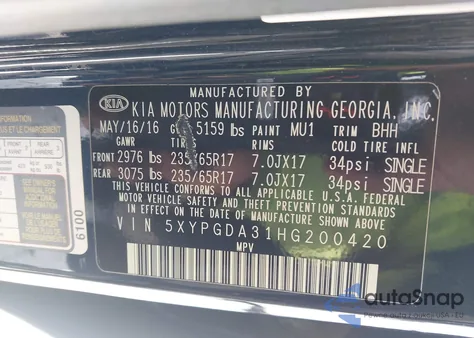 MANUFACTURED BY
KIA KIA MOTORS MANUFACTURING GEORGIA, INC.
MAY/16/16 5159 lbs PAINT MU1 TRIM BHH
GAWR TIRES RIMS COLD TIRE INFL
FRONT 2976 lbs 235/65R17 7.0JX17 34psi SINGLE
REAR 3075 lbs 235/65R17 7.0JX17 34psi SINGLE
THIS VEHICLE CONFORMS TO ALL APPLICABLE U.S.A. FEDERAL
MOTOR VEHICLE SAFETY AND THEFT PREVENTION STANDARDS
IN EFFECT ON THE DATE OF MANUFACTURE SHOWN ABOVE.
VIN 5XYPGDA31HG200420
MPV
6100
autoSnap